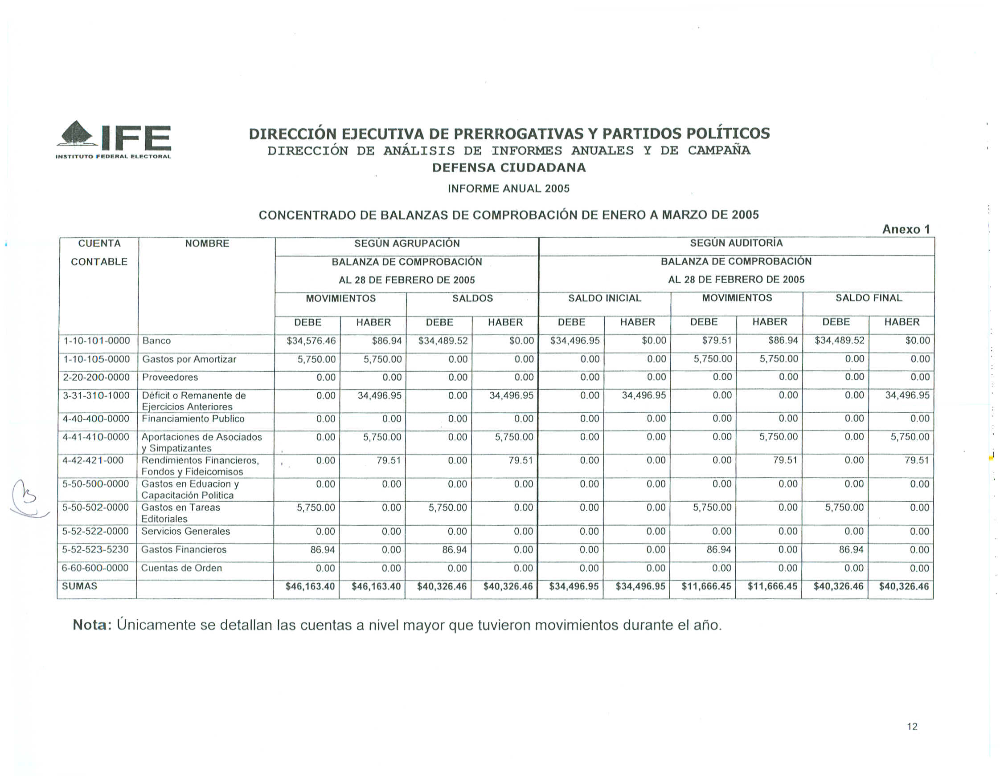 IFE
INSTITUTO FEDERAL ELECTORAL
DIRECCIÓN EJECUTIVA DE PRERROGATIVAS Y PARTIDOS POLÍTICOS
DIRECCIÓN DE ANÁLISIS DE INFORMES ANUALES Y DE CAMPAÑA
DEFENSA CIUDADANA
INFORME ANUAL 2005
CONCENTRADO DE BALANZAS DE COMPROBACIÓN DE ENERO A MARZO DE 2005
Anexo 1
CUENTA NOMBRE SEGÚN AGRUPACIÓN SEGÚN AUDITORÍA
CONTABLE BALANZA DE COMPROBACIÓN BALANZA DE COMPROBACIÓN
AL 28 DE FEBRERO DE 2005 AL 28 DE FEBRERO DE 2005
MOVIMIENTOS SALDOS SALDO INICIAL MOVIMIENTOS SALDO FINAL
DEBE HABER DEBE HABER DEBE HABER DEBE HABER DEBE HABER
1-10-101-0000 Banco $34,576.46 $86.94 $34,489.52 $0.00 $34,496.95 $0.00 $79.51 $86.94 $34,489.52 $0.00
1-10-105-0000 Gastos por Amortizar 5,750.00 5,750.00 0.00 0.00 0.00 0.00 5,750.00 5,750.00 0.00 0.00
2-20-200-0000 Proveedores 0.00 0.00 0.00 0.00 0.00 0.00 0.00 0.00 0.00 0.00
3-31-310-1000 Déficit o Remanente de 0.00 34,496.95 0.00 34,496.95 0.00 34,496.95 0.00 0.00 0.00 34,496.95
Ejercicios Anteriores
4-40-400-0000 Financiamiento Publico 0.00 0.00 0.00 0.00 0.00 0.00 0.00 0.00 0.00 0.00
4-41-410-0000 Aportaciones de Asociados 0.00 5,750.00 0.00 5,750.00 0.00 0.00 0.00 5,750.00 0.00 5,750.00
y Simpatizantes
4-42-421-000 Rendimientos Financieros, 0.00 79.51 0.00 79.51 0.00 0.00 0.00 79.51 0.00 79.51
Fondos y Fideicomisos
5-50-500-0000 Gastos en Eduacion y 0.00 0.00 0.00 0.00 0.00 0.00 0.00 0.00 0.00 0.00
Capacitación Politica
5-50-502-0000 Gastos en Tareas 5,750.00 0.00 5,750.00 0.00 0.00 0.00 5,750.00 0.00 5,750.00 0.00
Editoriales
5-52-522-0000 Servicios Generales 0.00 0.00 0.00 0.00 0.00 0.00 0.00 0.00 0.00 0.00
5-52-523-5230 Gastos Financieros 86.94 0.00 86.94 0.00 0.00 0.00 86.94 0.00 86.94 0.00
6-60-600-0000 Cuentas de Orden 0.00 0.00 0.00 0.00 0.00 0.00 0.00 0.00 0.00 0.00
SUMAS $46,163.40 $46,163.40 $40,326.46 $40,326.46 $34,496.95 $34,496.95 $11,666.45 $11,666.45 $40,326.46 $40,326.46
Nota: Únicamente se detallan las cuentas a nivel mayor que tuvieron movimientos durante el año.
12